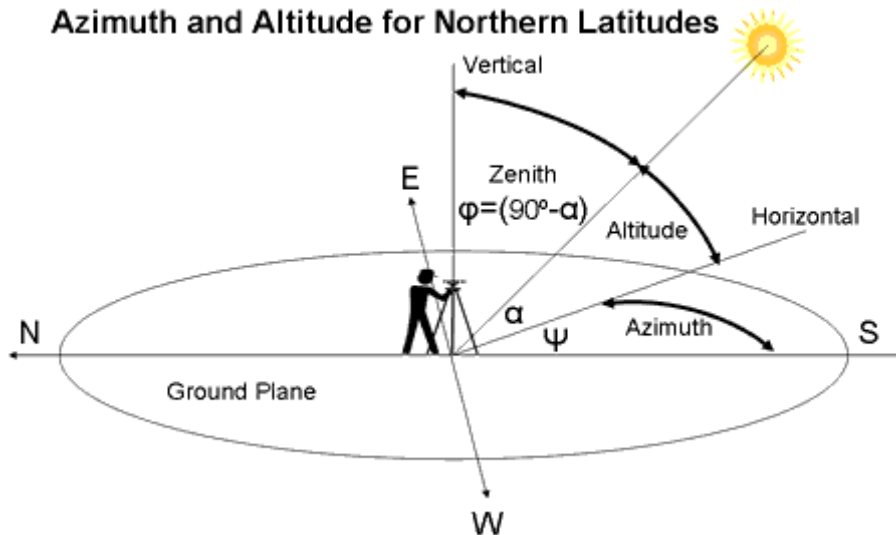 Azimuth and Altitude for Northern Latitudes
Vertical
E
Zenith
φ=(90º-α)
Altitude
Horizontal
N
α
Ψ
Azimuth
S
Ground Plane
W